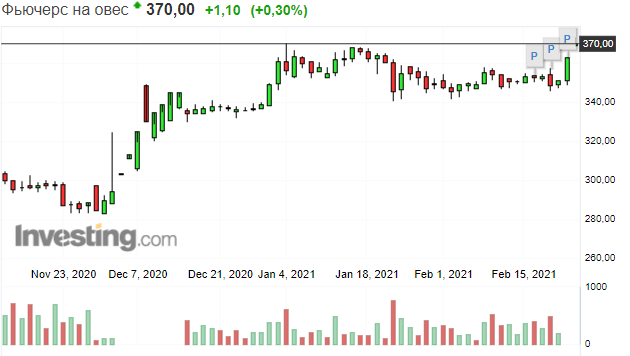 Фьючерс на овес 370,00 +1,10 (+0,30%)
P
P
P
370,00
340,00
320,00
300,00
280,00
260,00
Investing.com
Nov 23, 2020 Dec 7, 2020 Dec 21, 2020 Jan 4, 2021 Jan 18, 2021 Feb 1, 2021 Feb 15, 2021
1000
0